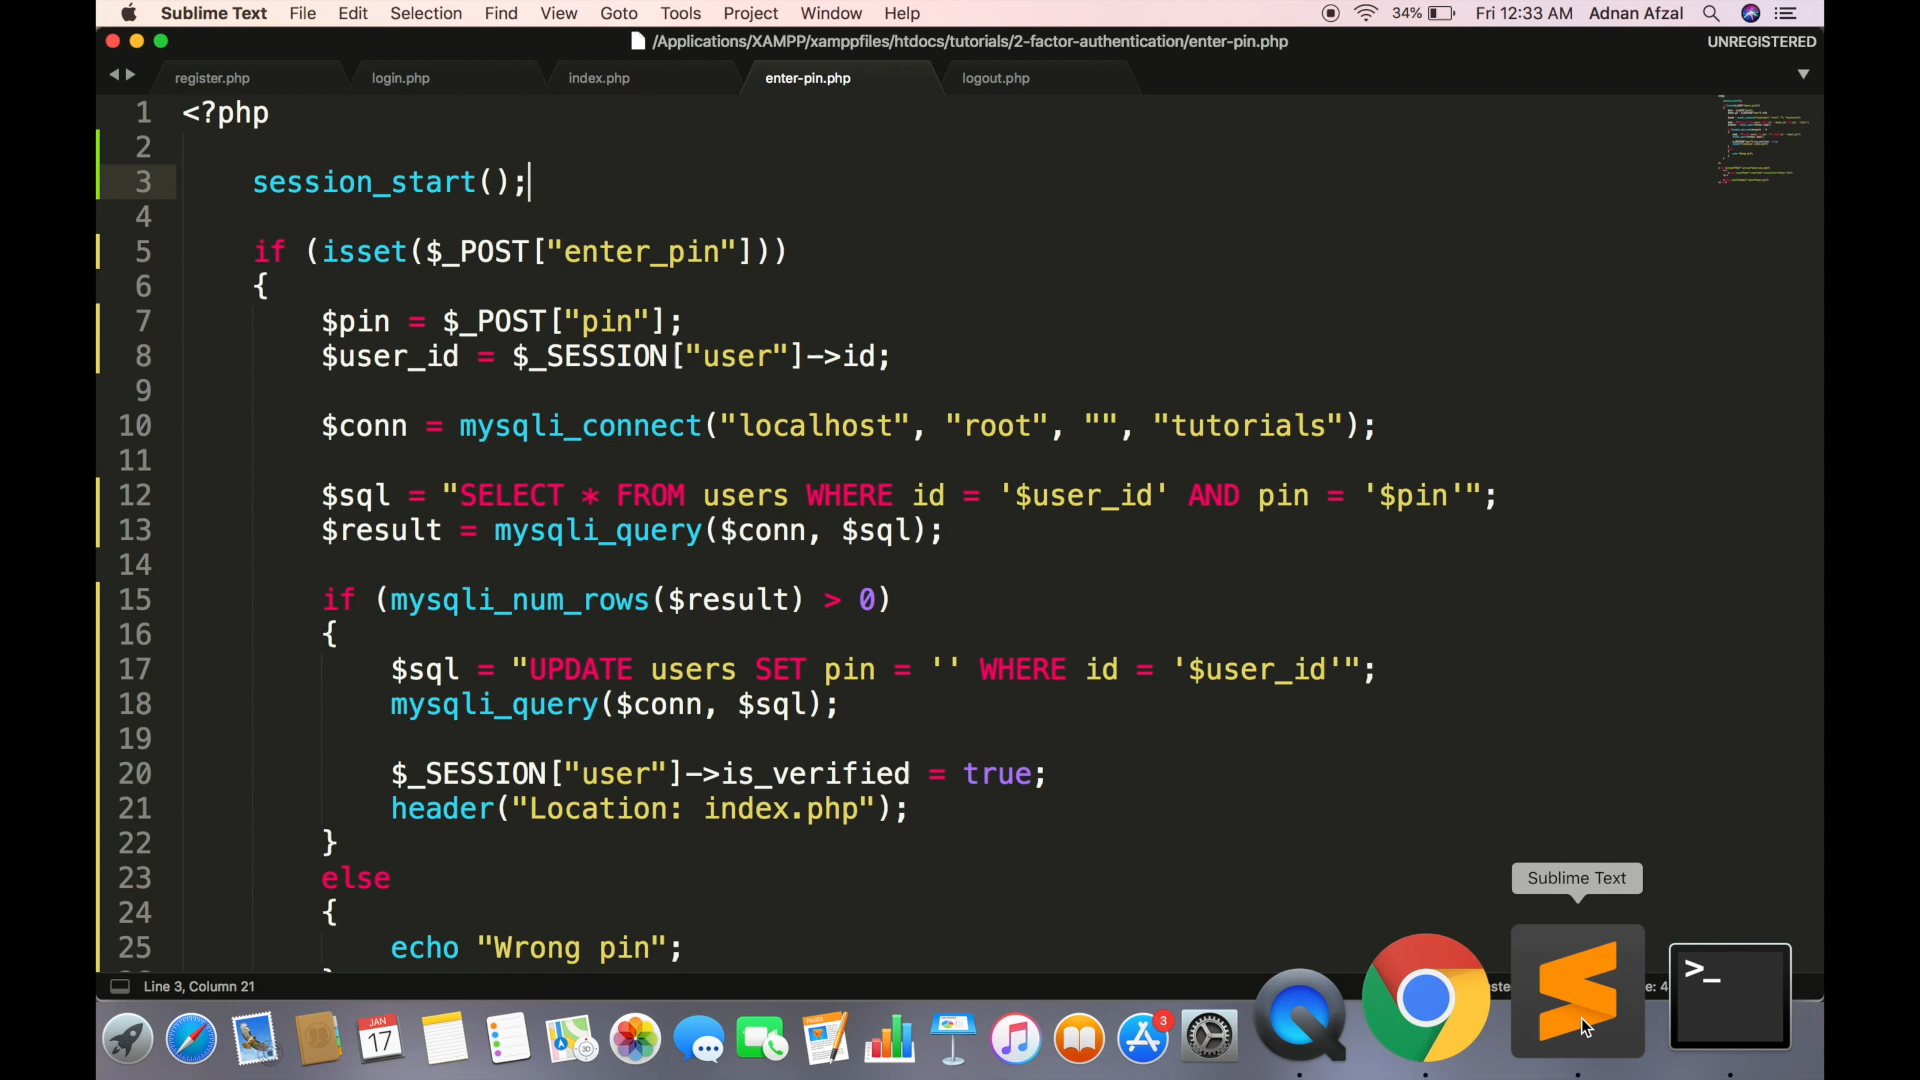 Sublime Text File Edit Selection Find View Goto Tools Project Window Help 34% Fri 12:33 AM Adnan Afzal
/Applications/XAMPP/xamppfiles/htdocs/tutorials/2-factor-authentication/enter-pin.php UNREGISTERED
register.php login.php index.php enter-pin.php logout.php
1 <?php
2
3 session_start();
4
5 if (isset($_POST["enter_pin"]))
6 {
7 $pin = $_POST["pin"];
8 $user_id = $_SESSION["user"]->id;
9
10 $conn = mysqli_connect("localhost", "root", "", "tutorials");
11
12 $sql = "SELECT * FROM users WHERE id = '$user_id' AND pin = '$pin'";
13 $result = mysqli_query($conn, $sql);
14
15 if (mysqli_num_rows($result) > 0)
16 {
17 $sql = "UPDATE users SET pin = '' WHERE id = '$user_id'";
18 mysqli_query($conn, $sql);
19
20 $_SESSION["user"]->is_verified = true;
21 header("Location: index.php");
22 }
23 else
24 {
25 echo "Wrong pin";
Sublime Text
Line 3, Column 21
JAN
17
3
>_